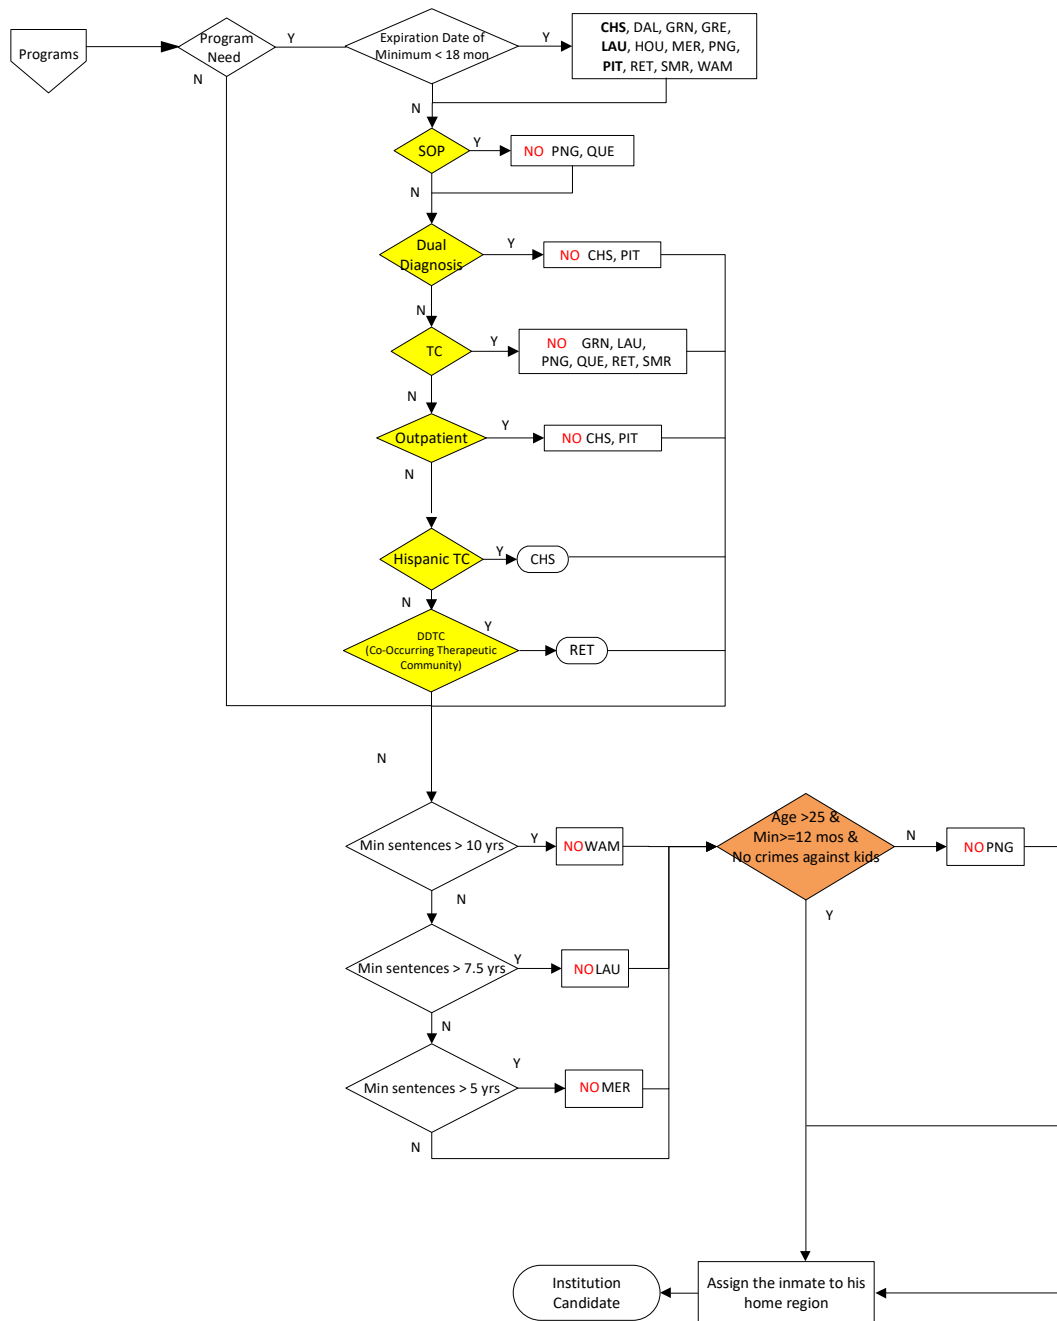 Programs
Program
Need
Y
N
Expiration Date of
Minimum < 18 mon
Y
N
CHS, DAL, GRN, GRE,
LAU, HOU, MER, PNG,
PIT, RET, SMR, WAM
SOP
Y
N
NO PNG, QUE
Dual
Diagnosis
Y
N
NO CHS, PIT
TC
Y
N
NO GRN, LAU,
PNG, QUE, RET, SMR
Outpatient
Y
N
NO CHS, PIT
Hispanic TC
Y
N
CHS
DDTC
(Co-Occurring Therapeutic
Community)
Y
RET
N
Min sentences > 10 yrs
Y
N
NO WAM
Age >25 &
Min>=12 mos &
No crimes against kids
N
Y
NO PNG
Min sentences > 7.5 yrs
Y
N
NO LAU
Min sentences > 5 yrs
Y
N
NO MER
Assign the inmate to his
home region
Institution
Candidate